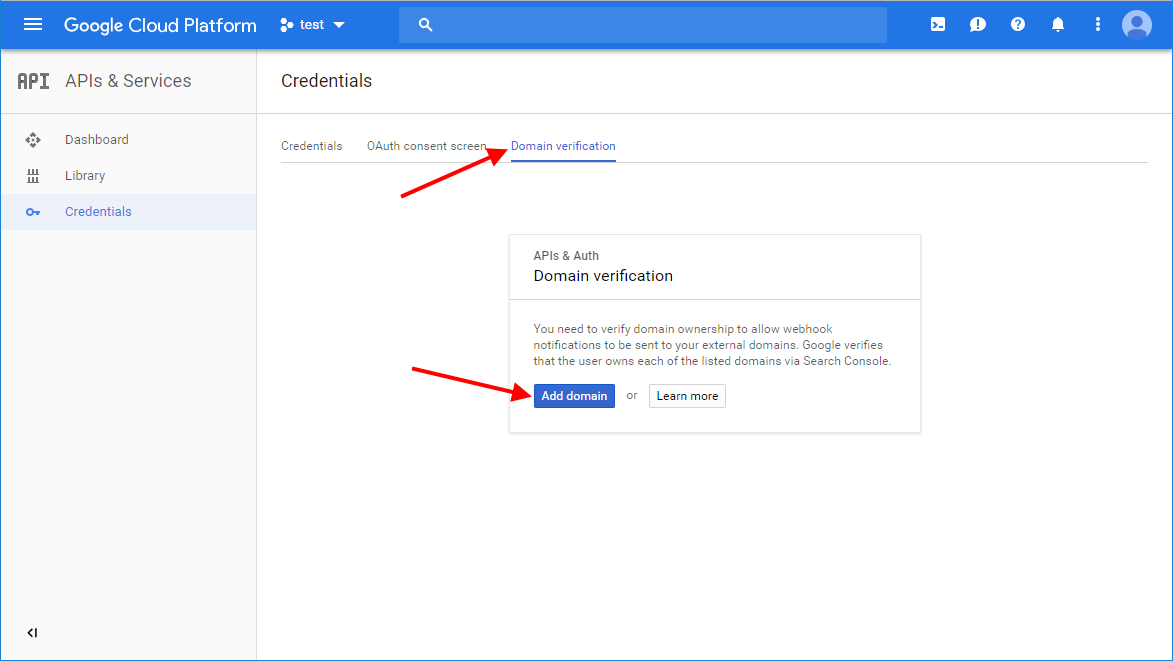 Google Cloud Platform test
API APIs & Services
Credentials
Dashboard
Library
Credentials
Credentials OAuth consent screen Domain verification
APIs & Auth
Domain verification
You need to verify domain ownership to allow webhook
notifications to be sent to your external domains. Google verifies
that the user owns each of the listed domains via Search Console.
Add domain or Learn more